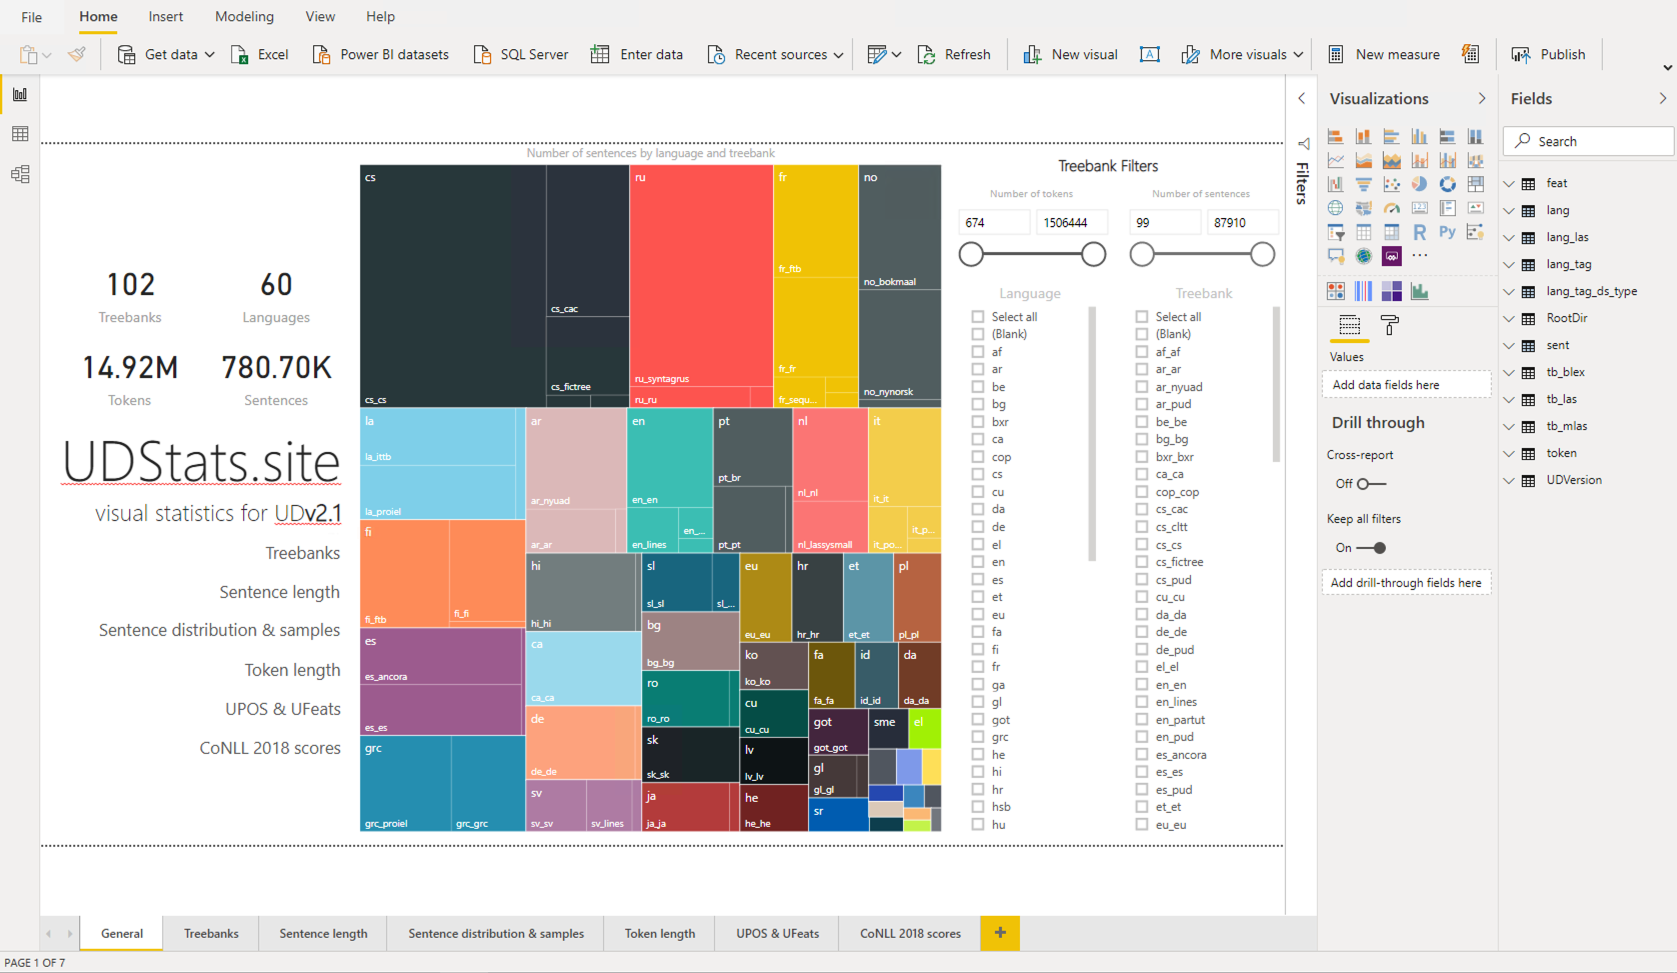 File Home Insert Modeling View Help
Get data Excel Power BI datasets SQL Server Enter data Recent sources Refresh New visual More visuals New measure Publish
102
Treebanks
60
Languages
14.92M
Tokens
780.70K
Sentences
UDStats.site
visual statistics for UDv2.1
Treebanks
Sentence length
Sentence distribution & samples
Token length
UPOS & UFeats
CoNLL 2018 scores
Number of sentences by language and treebank
cs
cs_cac
cs_fictree
cs_cs
ru
ru_syntagrus
ru_ru
fr
fr_ftb
fr_fr
fr_sequ...
no
no_bokmaal
no_nynorsk
la
la_ittb
la_proiel
ar
ar_nyuad
ar_ar
en
en_en
en_lines
en_...
pt
pt_br
pt_pt
nl
nl_nl
nl_lassysmall
it
it_it
it_po...
it_p...
fi
fi_ftb
fi_fi
hi
hi_hi
sl
sl_sl
sl_...
eu
eu_eu
hr
hr_hr
et
et_et
pl
pl_pl
es
es_ancora
es_es
ca
ca_ca
bg
bg_bg
ko
ko_ko
fa
fa_fa
id
id_id
da
da_da
ro
ro_ro
cu
cu_cu
de
de_de
got
got_got
sme
el
grc
grc_proiel
grc_grc
sk
sk_sk
lv
lv_lv
gl
gl_gl
sv
sv_sv
sv_lines
ja
ja_ja
he
he_he
sr
Treebank Filters
Number of tokens
674 1506444
Number of sentences
99 87910
Language
Select all
(Blank)
af
ar
be
bg
bxr
ca
cop
cs
cu
da
de
el
en
es
et
eu
fa
fi
fr
ga
gl
got
grc
he
hi
hr
hsb
hu
Treebank
Select all
(Blank)
af_af
ar_ar
ar_nyuad
ar_pud
be_be
bg_bg
bxr_bxr
ca_ca
cop_cop
cs_cac
cs_cltt
cs_cs
cs_fictree
cs_pud
cu_cu
da_da
de_de
de_pud
el_el
en_en
en_lines
en_partut
en_pud
es_ancora
es_es
es_pud
et_et
eu_eu
Filters
Visualizations
R Py
Values
Add data fields here
Drill through
Cross-report
Off
Keep all filters
On
Add drill-through fields here
Fields
Search
feat
lang
lang_las
lang_tag
lang_tag_ds_type
RootDir
sent
tb_blex
tb_las
tb_mlas
token
UDVersion
General Treebanks Sentence length Sentence distribution & samples Token length UPOS & UFeats CoNLL 2018 scores +
PAGE 1 OF 7